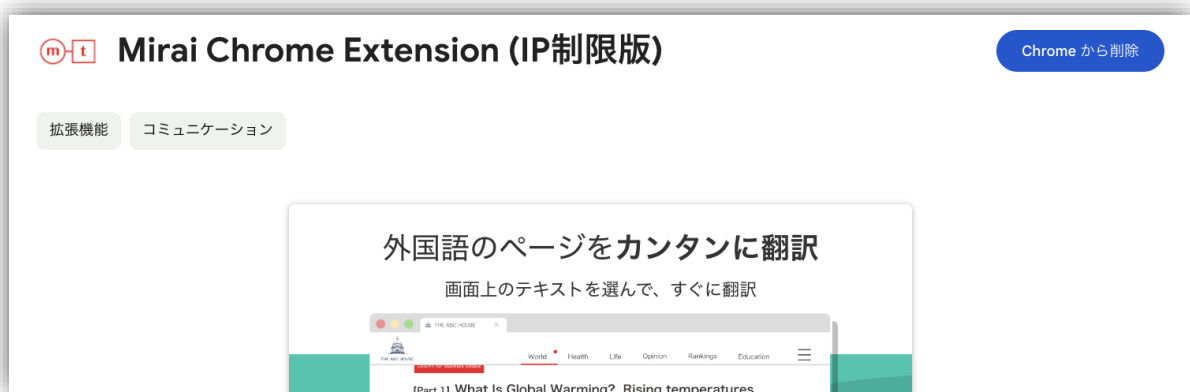 m t Mirai Chrome Extension (IP制限版)
Chrome から削除
拡張機能 コミュニケーション
外国語のページをカンタンに翻訳
画面上のテキストを選んで、すぐに翻訳
THE ABC HOUSE ×
THE ABC HOUSE
World Health Life Opinion Rankings Education
[Part 1] What Is Global Warming? Rising temperatures